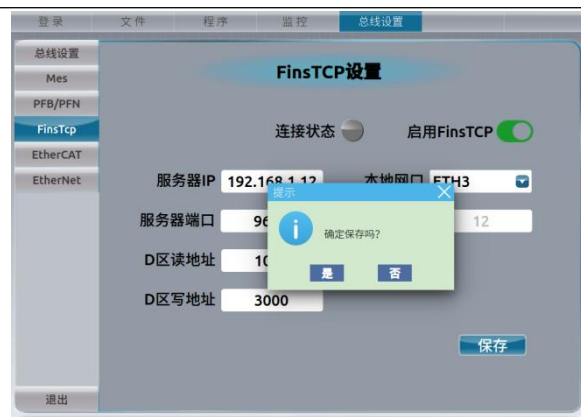 登录 文件 程序 监控 总线设置
总线设置
Mes
PFB/PFN
FinsTcp
EtherCAT
EtherNet
退出
FinsTCP设置
连接状态 启用FinsTCP
服务器IP 192.168.1.12 本地网口 ETH3
服务器端口 96 12
D区读地址 10
D区写地址 3000
提示
确定保存吗?
是 否
保存